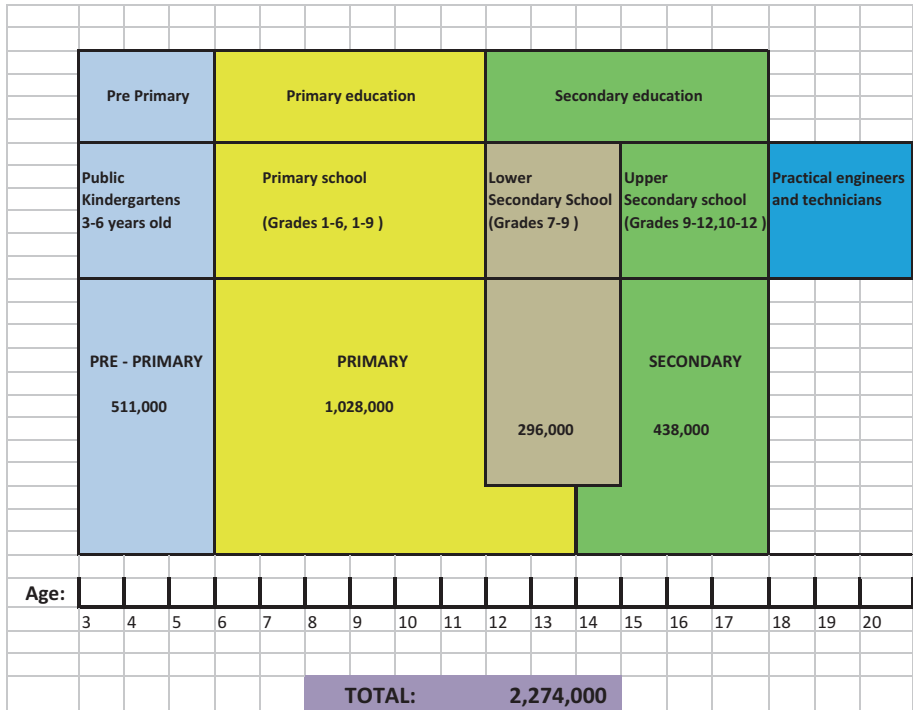 Pre Primary
Primary education
Secondary education
Public
Kindergartens
3-6 years old
Primary school
(Grades 1-6, 1-9 )
Lower
Secondary School
(Grades 7-9 )
Upper
Secondary school
(Grades 9-12,10-12 )
Practical engineers
and technicians
PRE - PRIMARY
511,000
PRIMARY
1,028,000
296,000
SECONDARY
438,000
Age:
3 4 5 6 7 8 9 10 11 12 13 14 15 16 17 18 19 20
TOTAL: 2,274,000